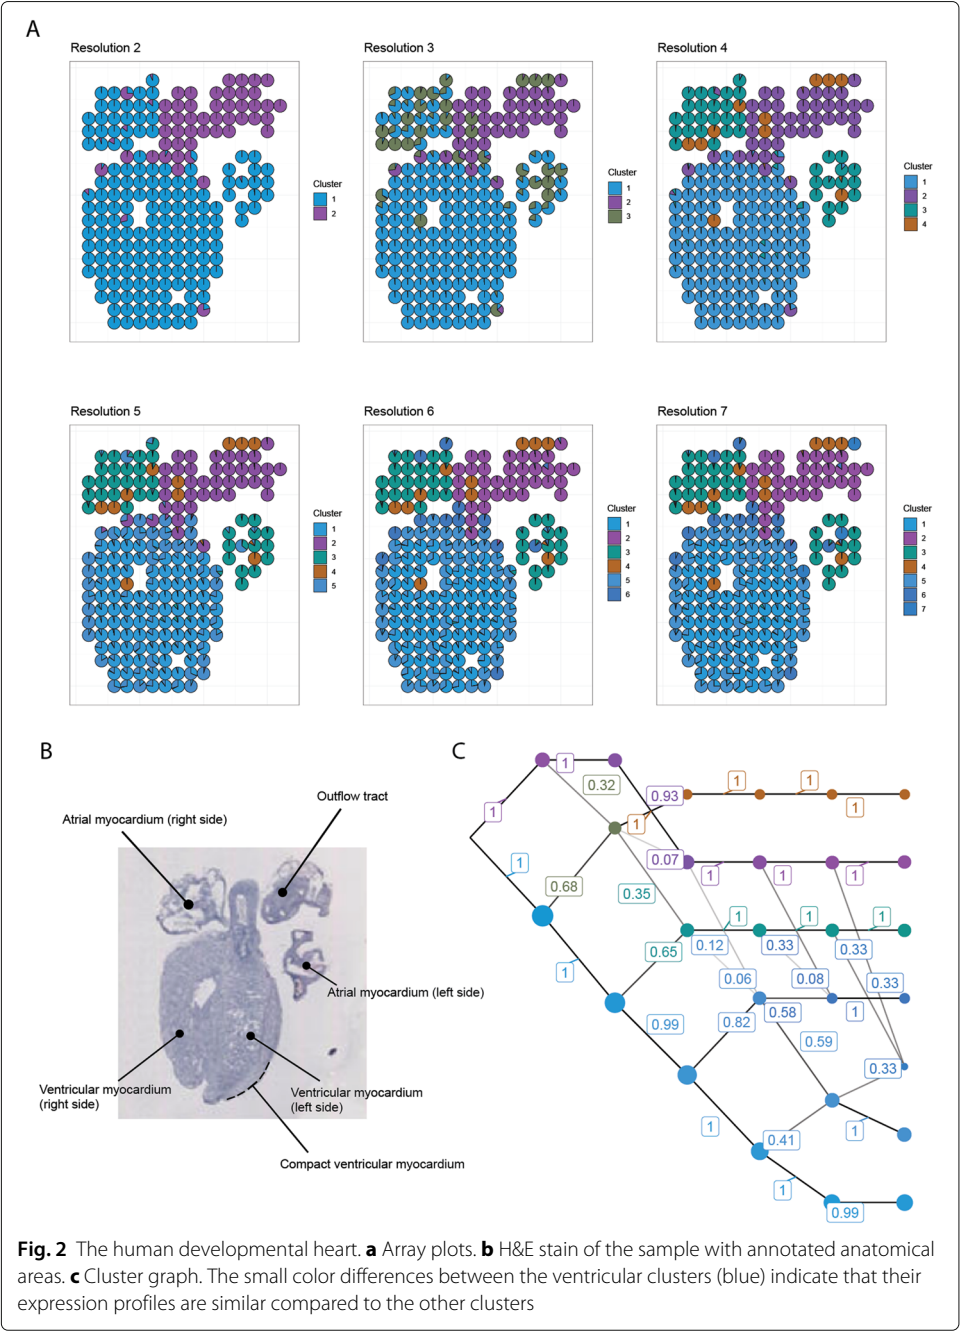 A
Resolution 2
Resolution 3
Resolution 4
Cluster
1
2
Cluster
1
2
3
Cluster
1
2
3
4
Resolution 5
Resolution 6
Resolution 7
Cluster
1
2
3
4
5
Cluster
1
2
3
4
5
6
Cluster
1
2
3
4
5
6
7
B
Outflow tract
Atrial myocardium (right side)
Atrial myocardium (left side)
Ventricular myocardium
(right side)
Ventricular myocardium
(left side)
Compact ventricular myocardium
C
1
0.32
1
1
0.93
1
1
1
1
0.07
1
1
1
0.68
0.35
1
1
1
0.65
0.12
0.33
0.33
1
0.06
0.08
0.33
0.99
0.82
0.58
1
0.59
0.33
1
0.41
1
1
0.99
Fig. 2 The human developmental heart. a Array plots. b H&E stain of the sample with annotated anatomical
areas. c Cluster graph. The small color differences between the ventricular clusters (blue) indicate that their
expression profiles are similar compared to the other clusters